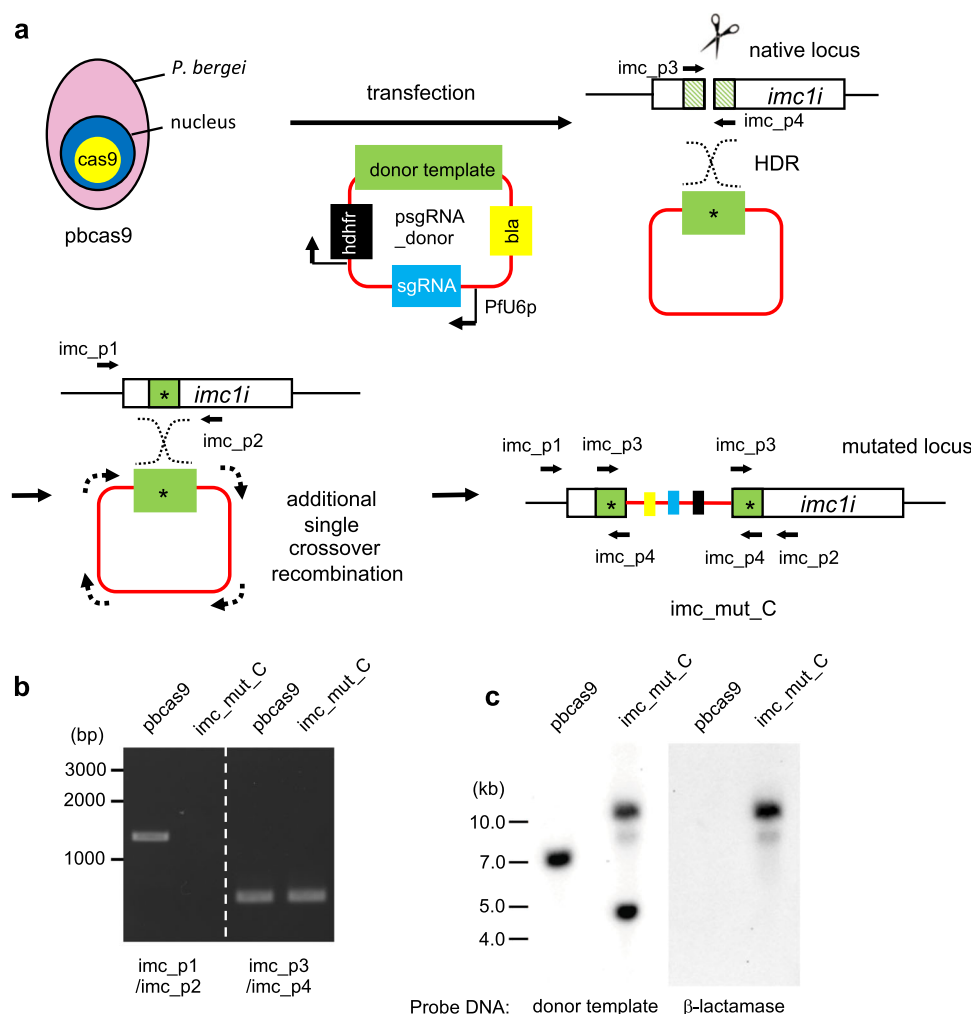 a
P. bergei
nucleus
cas9
pbcas9
transfection
donor template
hdhfr
psgRNA
_donor
bla
sgRNA
PfU6p
native locus
imc_p3
imc1i
imc_p4
HDR
*
imc_p1
* imc1i
imc_p2
*
additional
single
crossover
recombination
mutated locus
imc_p1 imc_p3 imc_p3
* * imc1i
imc_p4 imc_p4 imc_p2
imc_mut_C
b
pbcas9 imc_mut_C pbcas9 imc_mut_C
(bp)
3000
2000
1000
imc_p1
/imc_p2
imc_p3
/imc_p4
c
pbcas9 imc_mut_C pbcas9 imc_mut_C
(kb)
10.0
7.0
5.0
4.0
Probe DNA: donor template β-lactamase